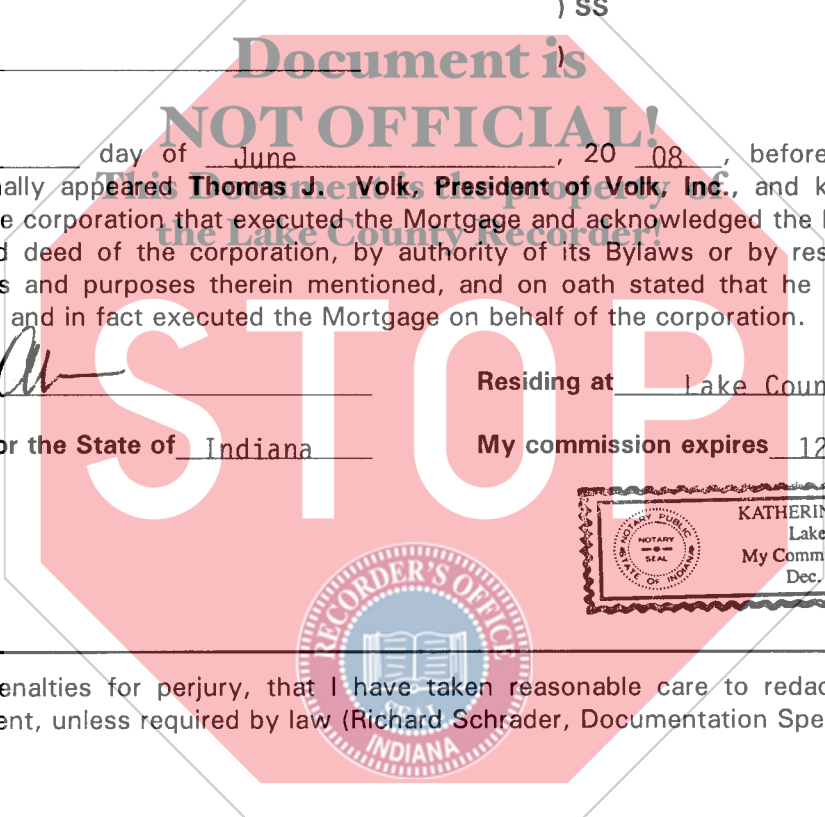 ) SS
Document is
)
NOT OFFICIAL!
day of June, 20 08, before
ally appeared Thomas J. Volk, President of Volk, Inc., and k
This Document is the property of
e corporation that executed the Mortgage and acknowledged the
the Lake County Recorder!
d deed of the corporation, by authority of its Bylaws or by res
s and purposes therein mentioned, and on oath stated that he
and in fact executed the Mortgage on behalf of the corporation.
STOP
Residing at Lake Coun
or the State of Indiana
My commission expires 12
NOTARY PUBLIC
NOTARY
SEAL
STATE OF INDIANA
KATHERIN
Lake
My Comm
Dec.
RECORDER'S OFFICE
SEAL
INDIANA
enalties for perjury, that I have taken reasonable care to redac
ent, unless required by law (Richard Schrader, Documentation Spe